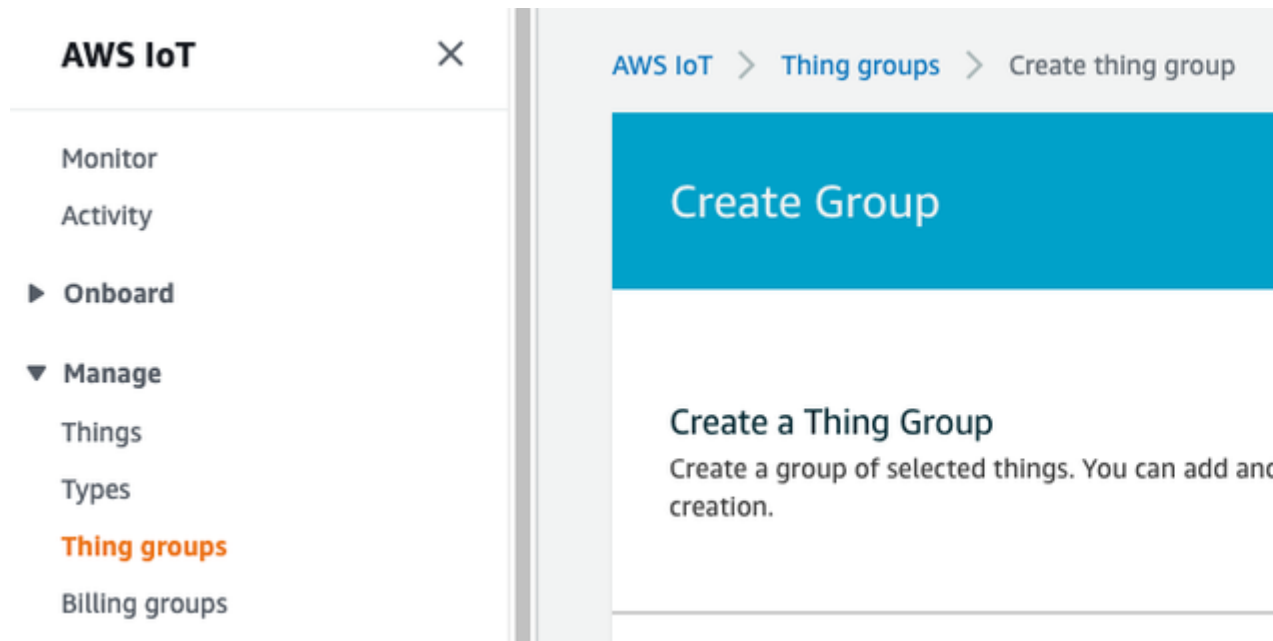 AWS IoT
Monitor
Activity
Onboard
Manage
Things
Types
Thing groups
Billing groups
AWS IoT > Thing groups > Create thing group
Create Group
Create a Thing Group
Create a group of selected things. You can add and
creation.